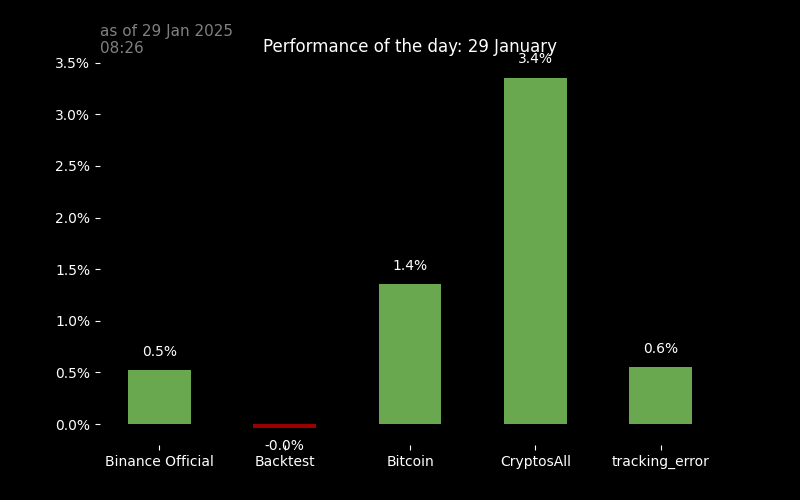 as of 29 Jan 2025
08:26
Performance of the day: 29 January
3.5%
3.0%
2.5%
2.0%
1.5%
1.0%
0.5%
0.0%
0.5%
-0.0%
1.4%
3.4%
0.6%
Binance Official
Backtest
Bitcoin
CryptosAll
tracking_error